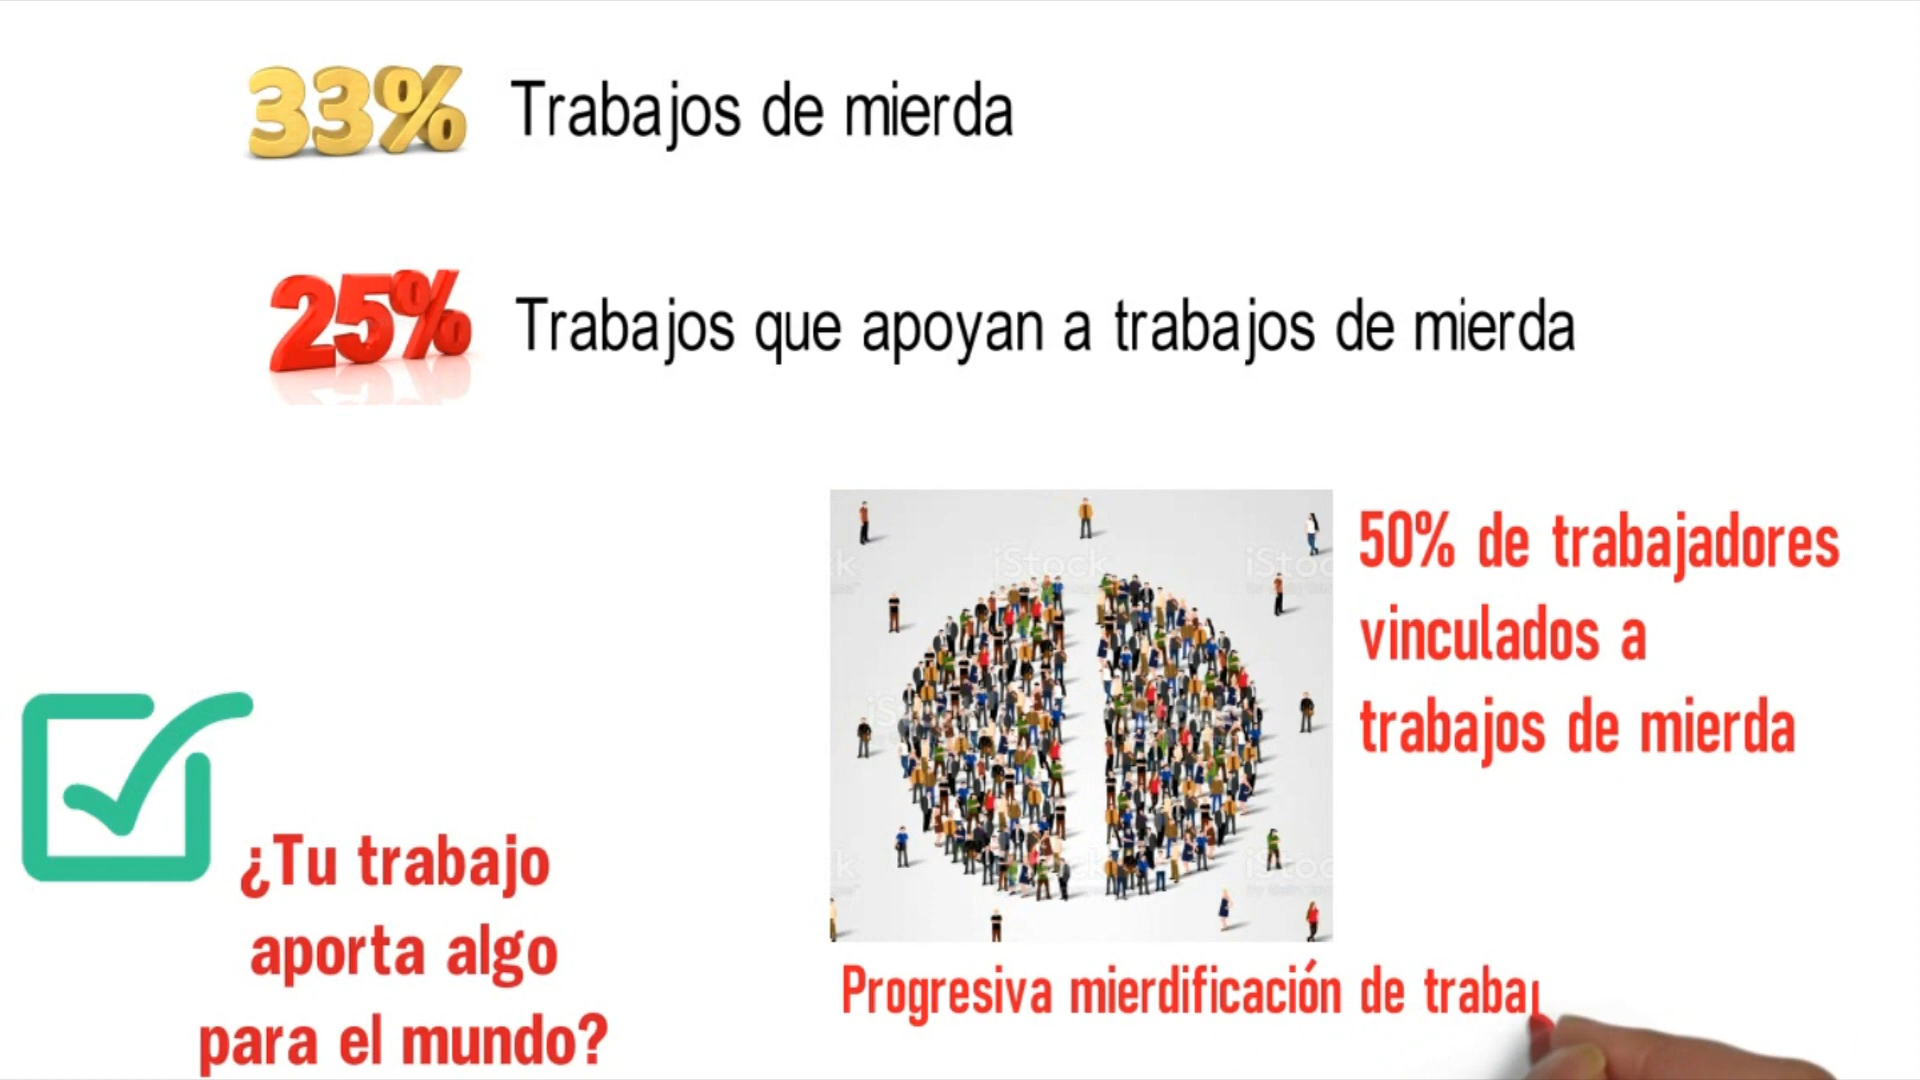 33% Trabajos de mierda
25% Trabajos que apoyan a trabajos de mierda
50% de trabajadores
vinculados a
trabajos de mierda
iStock
¿Tu trabajo
aporta algo
para el mundo?
Progresiva mierdificación de